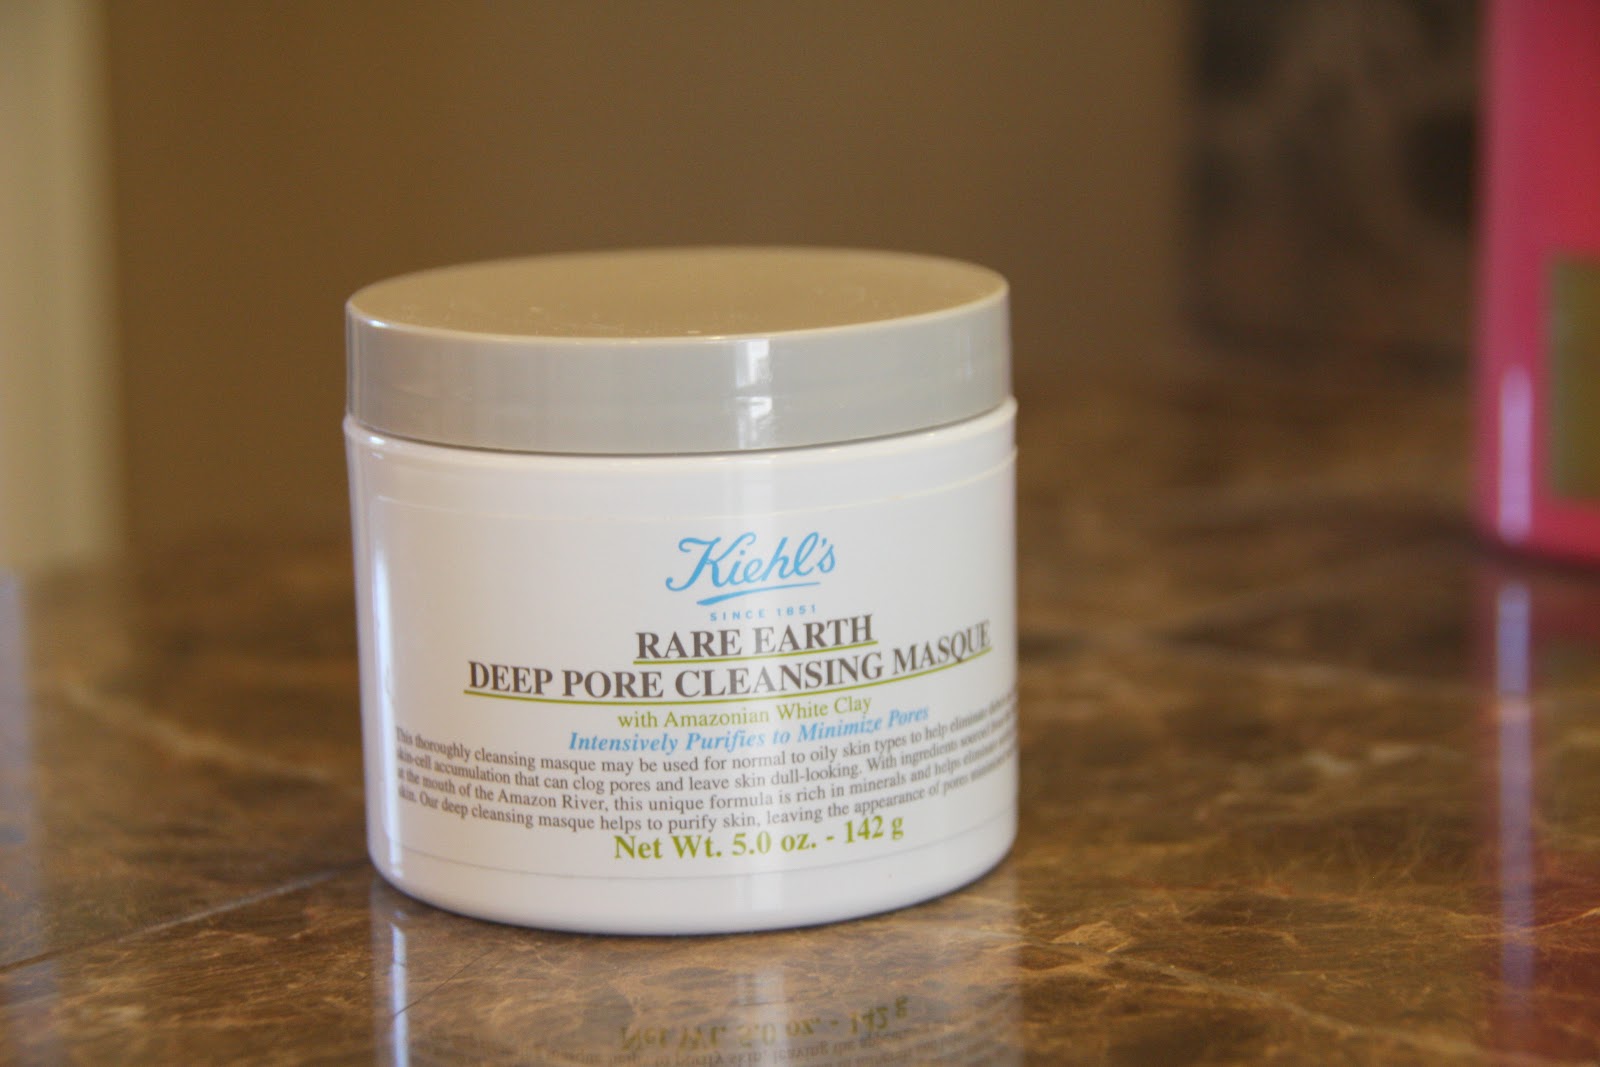 Kiehl's
SINCE 1851
RARE EARTH
DEEP PORE CLEANSING MASQUE
with Amazonian White Clay
Intensively Purifies to Minimize Pores
This thoroughly cleansing masque may be used for normal to oily skin types to help eliminate
skin-cell accumulation that can clog pores and leave skin dull-looking. With ingredients sourced from
at the mouth of the Amazon River, this unique formula is rich in minerals and helps eliminate
skin. Our deep cleansing masque helps to purify skin, leaving the appearance of pores
Net Wt. 5.0 oz. - 142 g